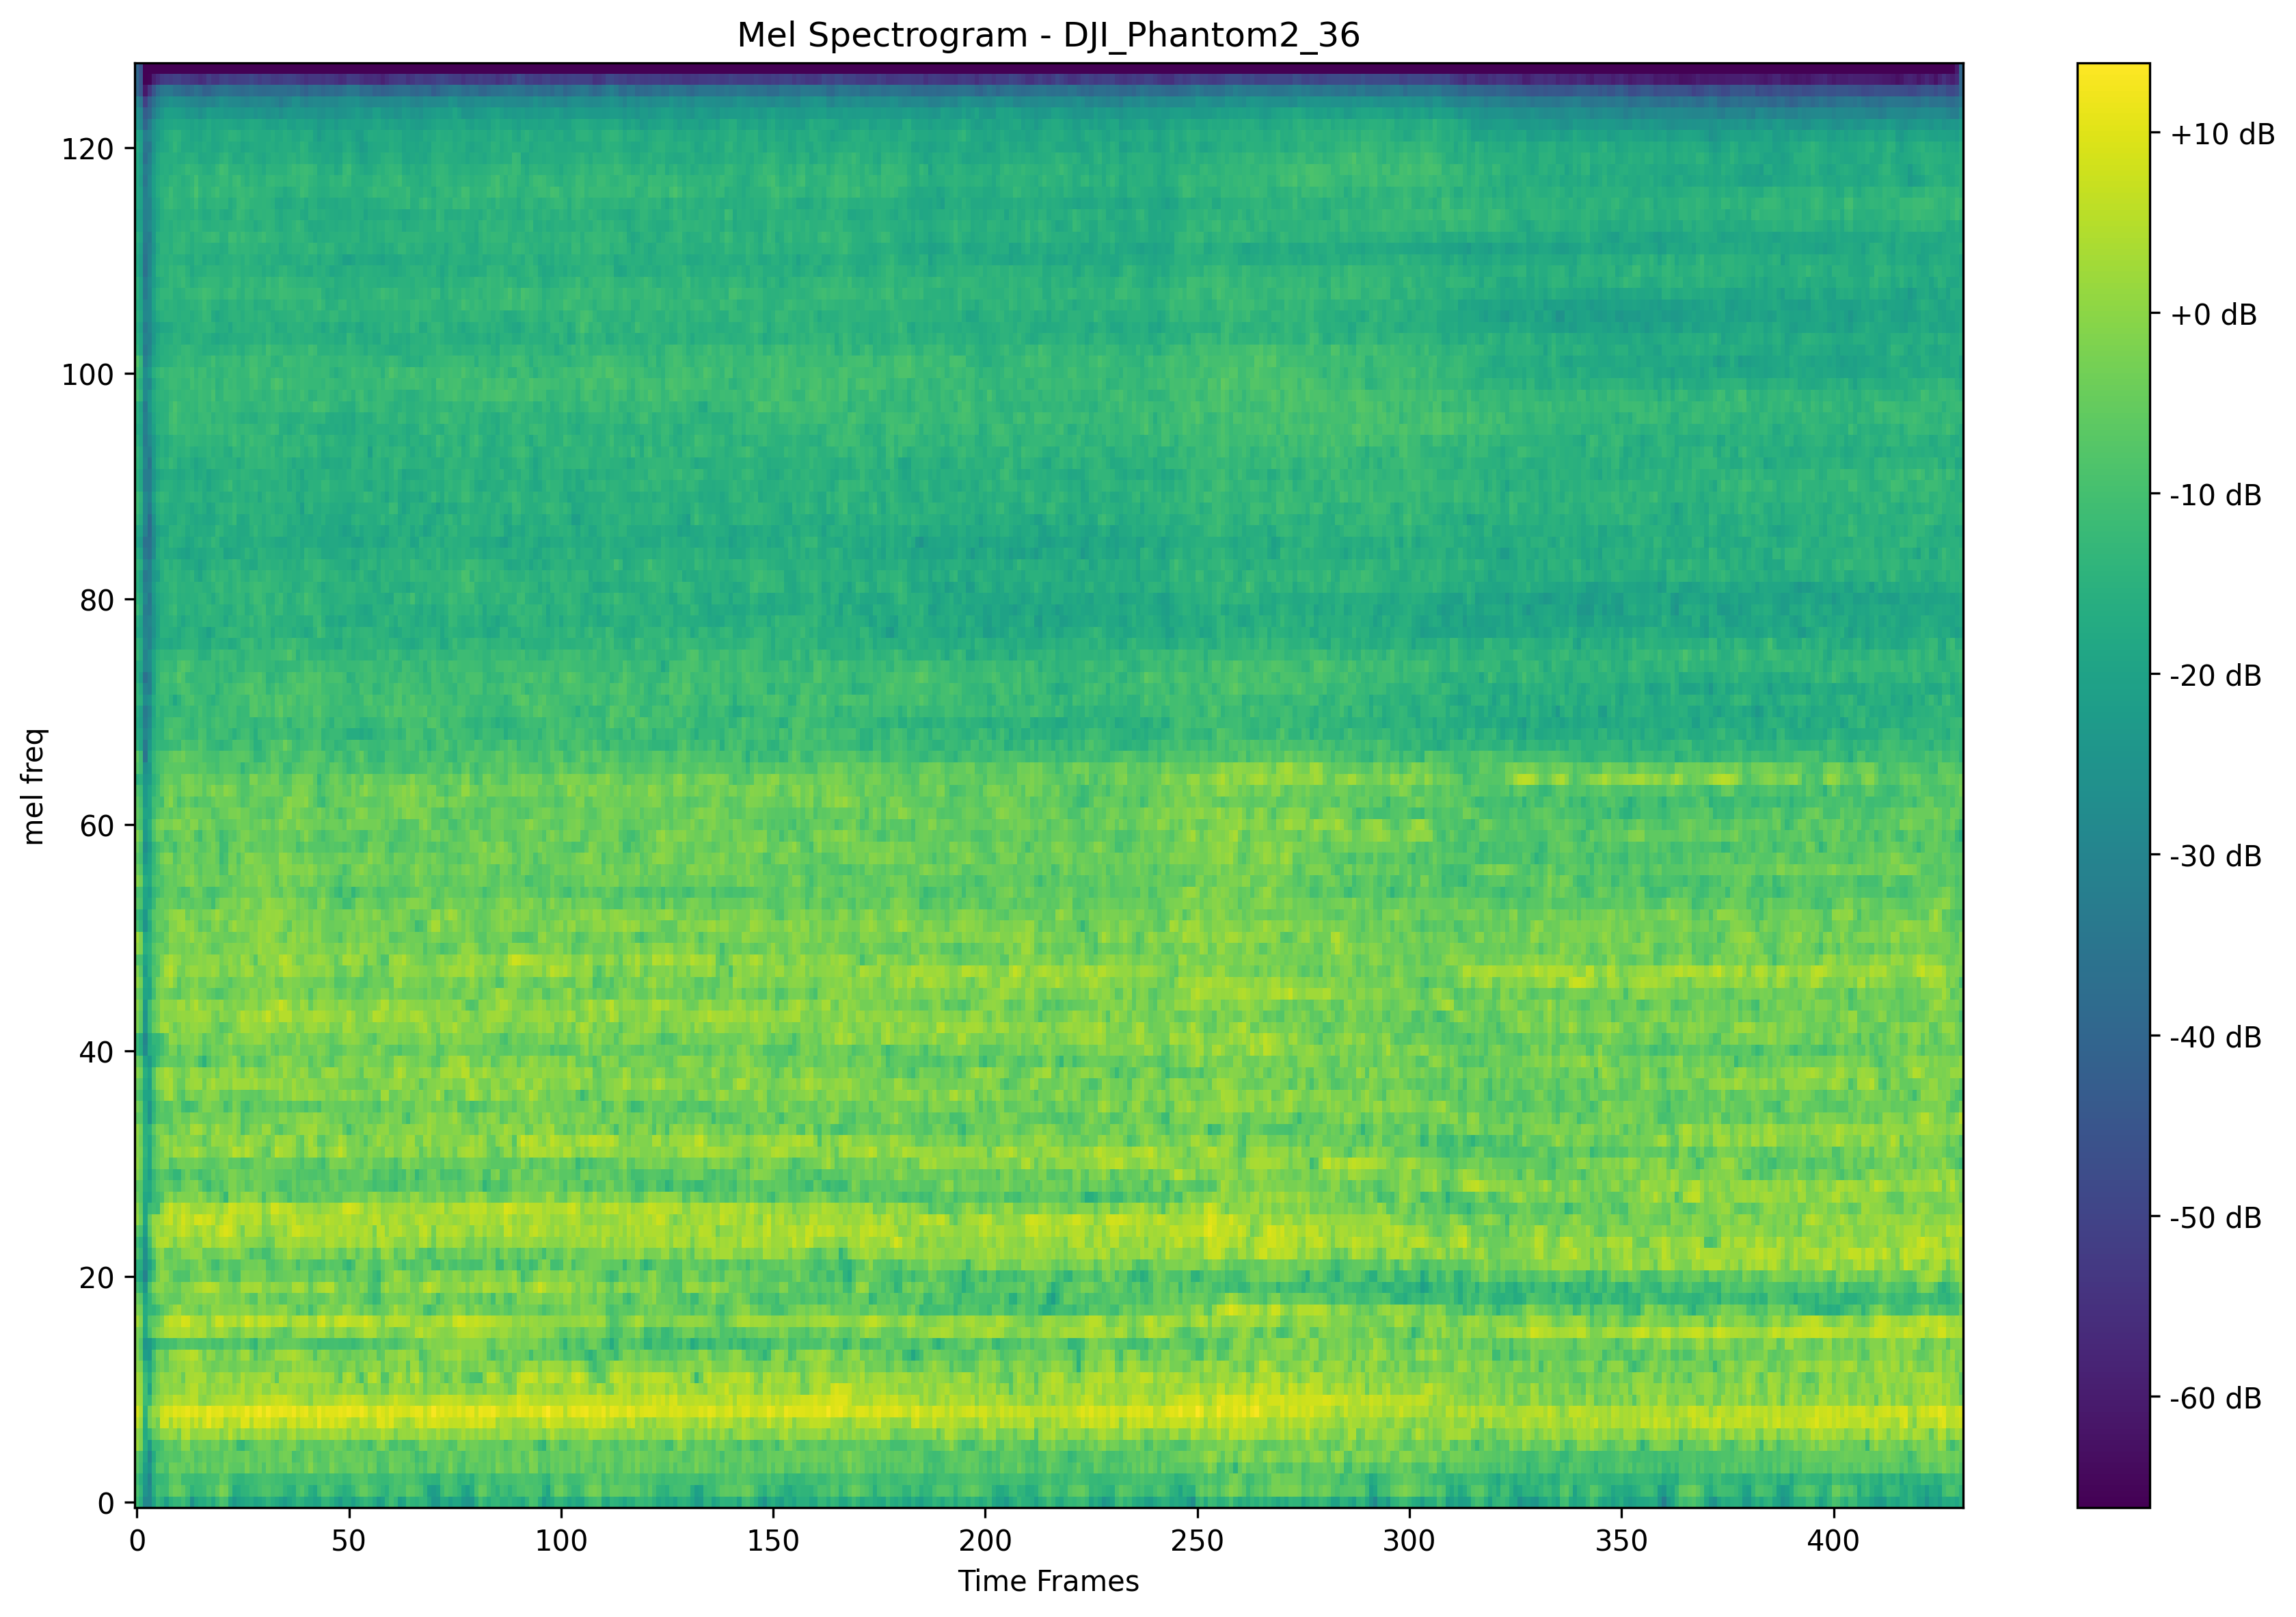 Mel Spectrogram - DJI_Phantom2_36
mel freq
120
100
80
60
40
20
0
0 50 100 150 200 250 300 350 400
Time Frames
+10 dB
+0 dB
-10 dB
-20 dB
-30 dB
-40 dB
-50 dB
-60 dB